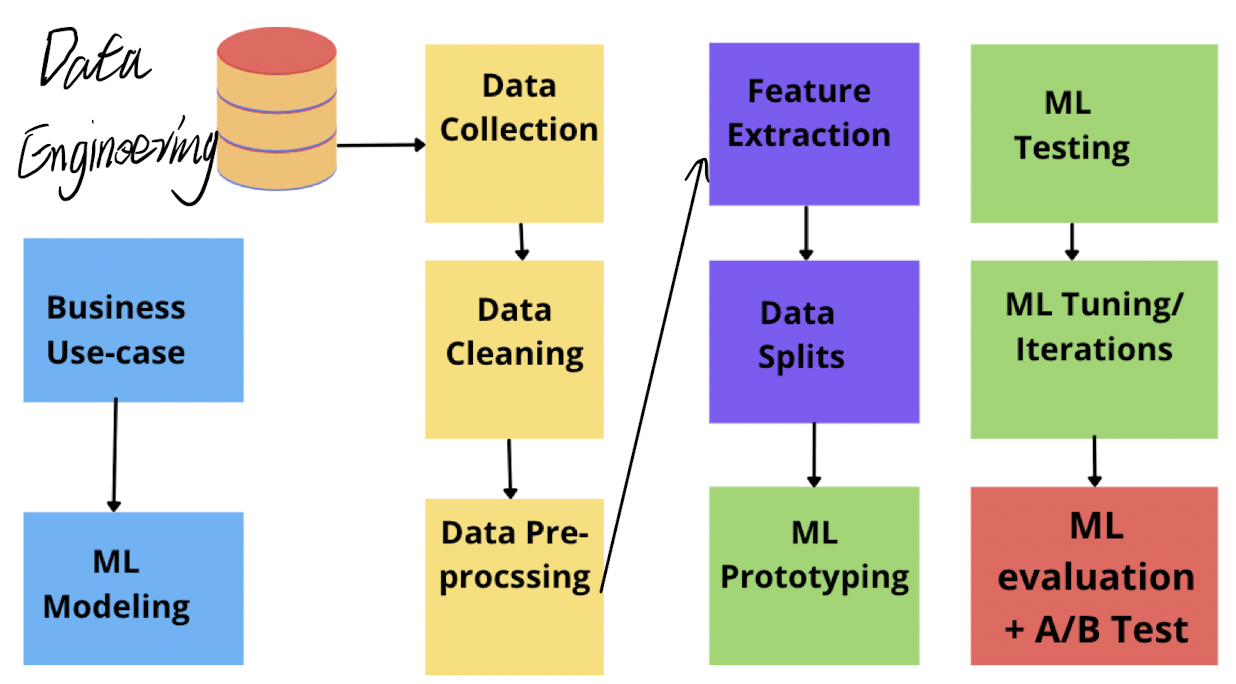 Data
Engineering
Business
Use-case
ML
Modeling
Data
Collection
Data
Cleaning
Data Pre-
procssing
Feature
Extraction
Data
Splits
ML
Prototyping
ML
Testing
ML Tuning/
Iterations
ML
evaluation
+ A/B Test